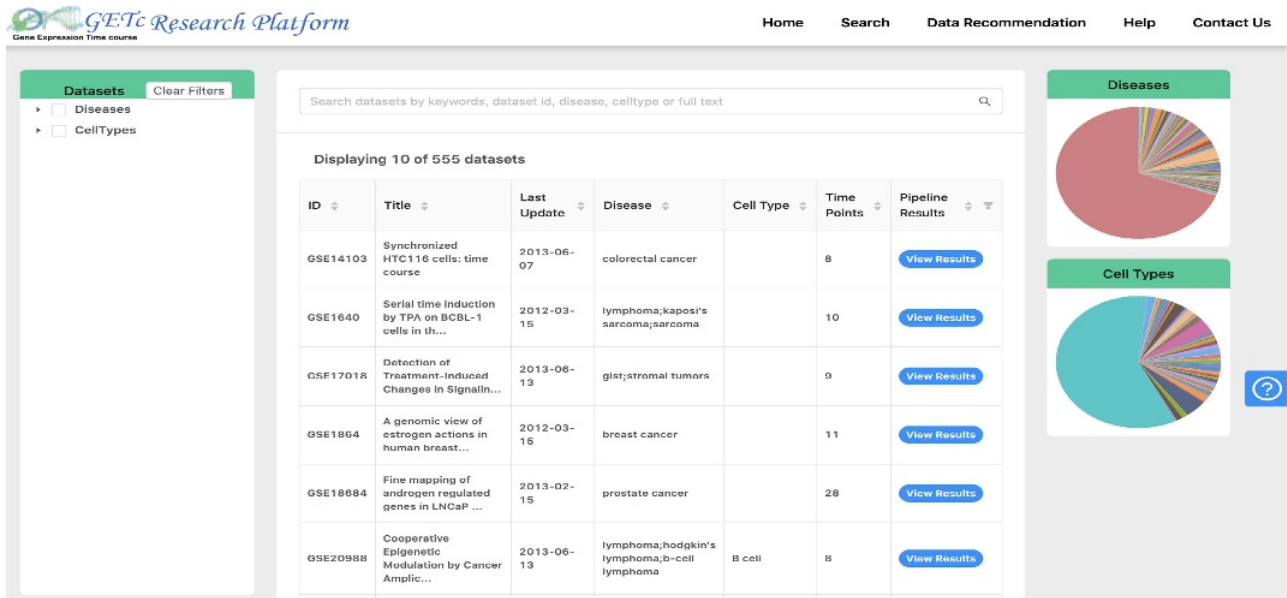 GETc Research Platform
Gene Expression Time course
Home Search Data Recommendation Help Contact Us
Datasets Clear Filters
Diseases
CellTypes
Search datasets by keywords, dataset id, disease, celltype or full text
Displaying 10 of 555 datasets
ID Title Last Update Disease Cell Type Time Points Pipeline Results
GSE14103 Synchronized HTC116 cells: time course 2013-06-07 colorectal cancer 8 View Results
GSE1640 Serial time induction by TPA on BCBL-1 cells in th... 2012-03-15 lymphoma;kaposi's sarcoma;sarcoma 10 View Results
GSE17018 Detection of Treatment-Induced Changes in Signalin... 2013-06-13 gist;stromal tumors 9 View Results
GSE1864 A genomic view of estrogen actions in human breast... 2012-03-15 breast cancer 11 View Results
GSE18684 Fine mapping of androgen regulated genes in LNCaP ... 2013-02-15 prostate cancer 28 View Results
GSE20988 Cooperative Epigenetic Modulation by Cancer Amplic... 2013-06-13 lymphoma;hodgkin's lymphoma;b-cell lymphoma B cell 8 View Results
Diseases
Cell Types
?